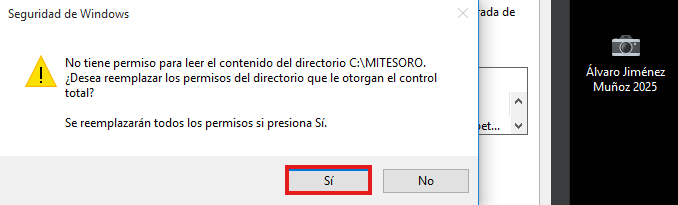 Seguridad de Windows
No tiene permiso para leer el contenido del directorio C:\MITESORO.
¿Desea reemplazar los permisos del directorio que le otorgan el control
total?
Se reemplazarán todos los permisos si presiona Sí.
Sí
No
rada de
pet...
Álvaro Jiménez
Muñoz 2025